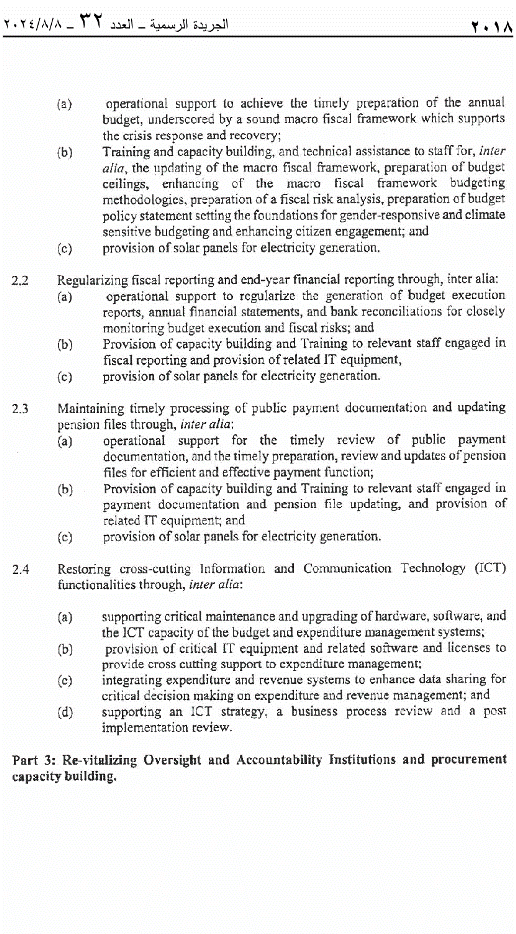 ٢٠١٨ الجريدة الرسمية ــ العدد ٣٢ ــ ٢٠٢٤/٨/٨
(a) operational support to achieve the timely preparation of the annual
budget, underscored by a sound macro fiscal framework which supports
the crisis response and recovery;
(b) Training and capacity building, and technical assistance to staff for, inter
alia, the updating of the macro fiscal framework, preparation of budget
ceilings, enhancing of the macro fiscal framework budgeting
methodologies, preparation of a fiscal risk analysis, preparation of budget
policy statement setting the foundations for gender-responsive and climate
sensitive budgeting and enhancing citizen engagement; and
(c) provision of solar panels for electricity generation.
2.2 Regularizing fiscal reporting and end-year financial reporting through, inter alia:
(a) operational support to regularize the generation of budget execution
reports, annual financial statements, and bank reconciliations for closely
monitoring budget execution and fiscal risks; and
(b) Provision of capacity building and Training to relevant staff engaged in
fiscal reporting and provision of related IT equipment,
(c) provision of solar panels for electricity generation.
2.3 Maintaining timely processing of public payment documentation and updating
pension files through, inter alia:
(a) operational support for the timely review of public payment
documentation, and the timely preparation, review and updates of pension
files for efficient and effective payment function;
(b) Provision of capacity building and Training to relevant staff engaged in
payment documentation and pension file updating, and provision of
related IT equipment; and
(c) provision of solar panels for electricity generation.
2.4 Restoring cross-cutting Information and Communication Technology (ICT)
functionalities through, inter alia:
(a) supporting critical maintenance and upgrading of hardware, software, and
the ICT capacity of the budget and expenditure management systems;
(b) provision of critical IT equipment and related software and licenses to
provide cross cutting support to expenditure management;
(c) integrating expenditure and revenue systems to enhance data sharing for
critical decision making on expenditure and revenue management; and
(d) supporting an ICT strategy, a business process review and a post
implementation review.
Part 3: Re-vitalizing Oversight and Accountability Institutions and procurement
capacity building.